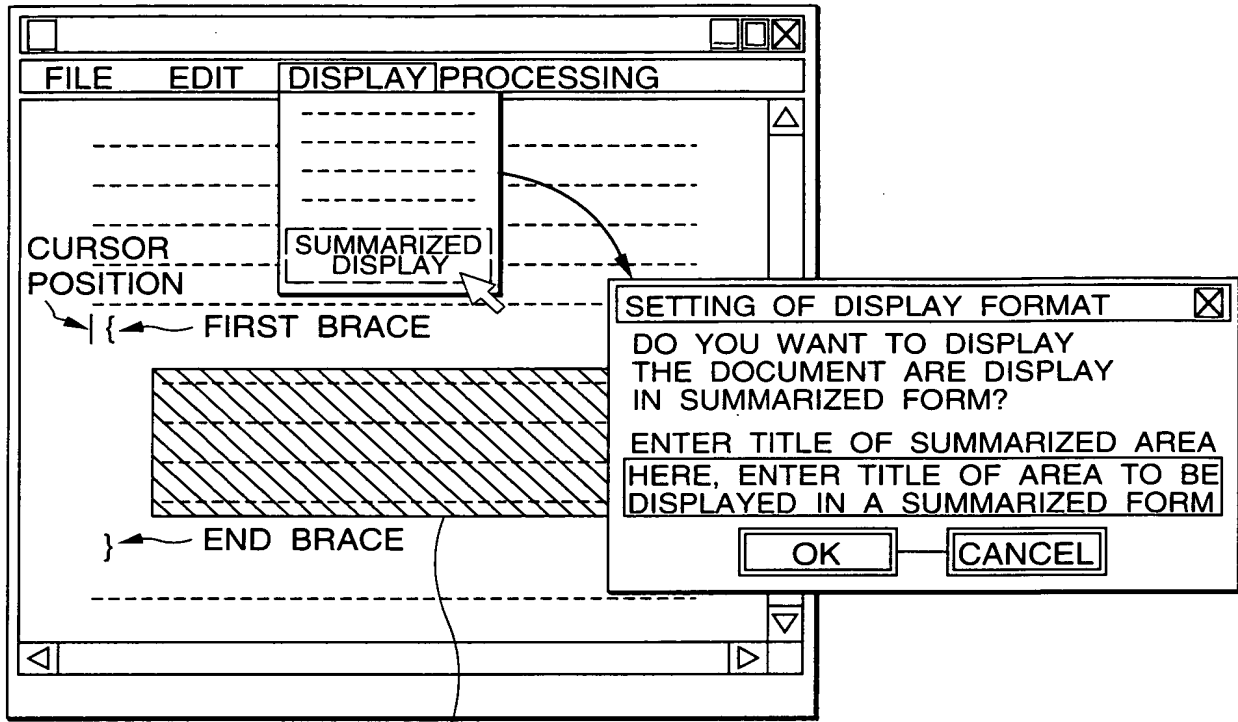 FILE EDIT DISPLAY PROCESSING
SUMMARIZED
DISPLAY
CURSOR
POSITION
{ FIRST BRACE
} END BRACE
SETTING OF DISPLAY FORMAT
DO YOU WANT TO DISPLAY
THE DOCUMENT ARE DISPLAY
IN SUMMARIZED FORM?
ENTER TITLE OF SUMMARIZED AREA
HERE, ENTER TITLE OF AREA TO BE
DISPLAYED IN A SUMMARIZED FORM
OK CANCEL